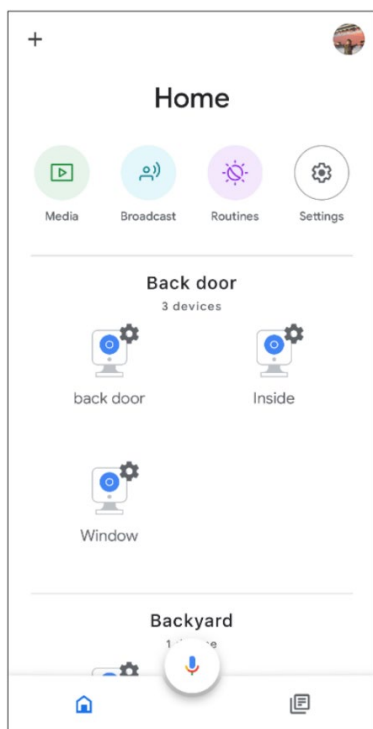 +
Home
Media Broadcast Routines Settings
Back door
3 devices
back door Inside
Window
Backyard